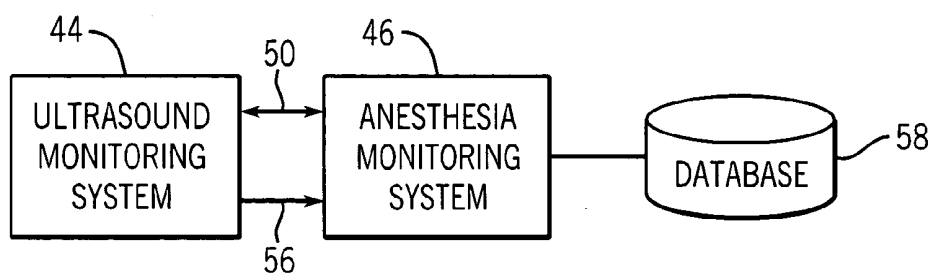 44
46
50
ULTRASOUND
MONITORING
SYSTEM
ANESTHESIA
MONITORING
SYSTEM
DATABASE
58
56